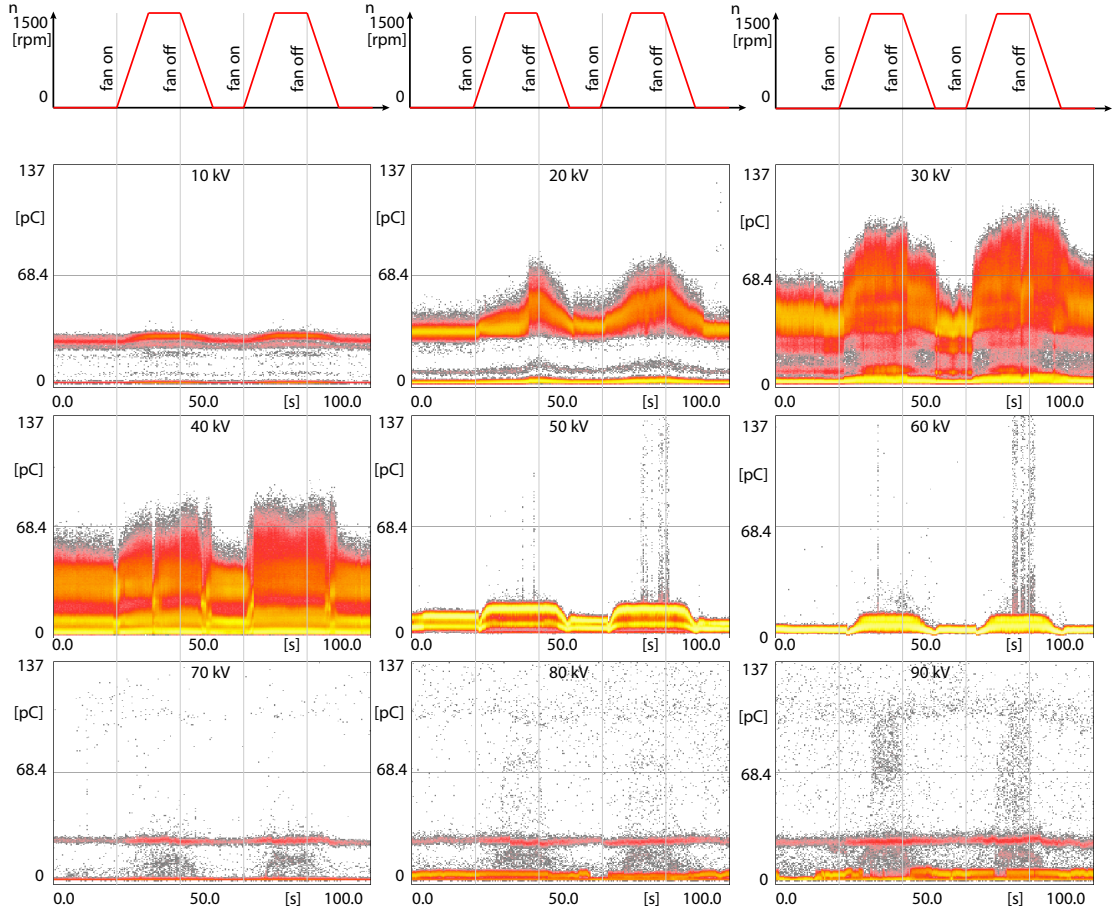 n
1500
[rpm]
0
fan on
fan off
fan on
fan off
n
1500
[rpm]
0
fan on
fan off
fan on
fan off
n
1500
[rpm]
0
fan on
fan off
fan on
fan off
137
[pC]
68.4
0
10 kV
0.0 50.0 [s] 100.0
137
[pC]
68.4
0
20 kV
0.0 50.0 [s] 100.0
137
[pC]
68.4
0
30 kV
0.0 50.0 [s] 100.0
137
[pC]
68.4
0
40 kV
0.0 50.0 [s] 100.0
137
[pC]
68.4
0
50 kV
0.0 50.0 [s] 100.0
137
[pC]
68.4
0
60 kV
0.0 50.0 [s] 100.0
137
[pC]
68.4
0
70 kV
0.0 50.0 [s] 100.0
137
[pC]
68.4
0
80 kV
0.0 50.0 [s] 100.0
137
[pC]
68.4
0
90 kV
0.0 50.0 [s] 100.0